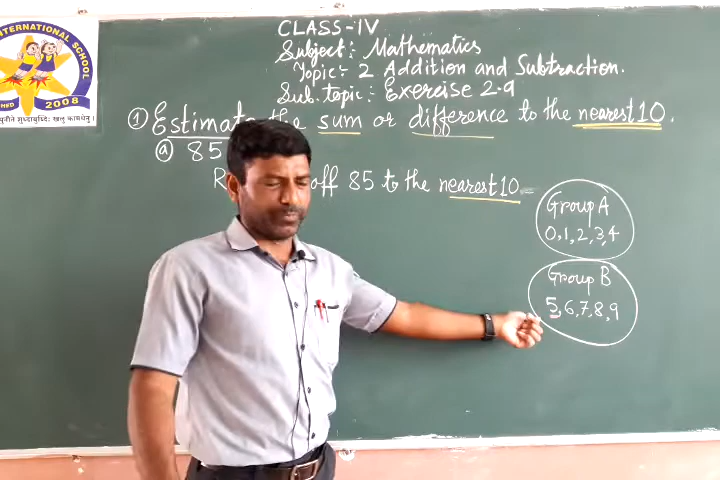 INTERNATIONAL SCHOOL
2008
CLASS-IV
Subject:- Mathematics
Topic:- 2 Addition and Subtraction.
Sub. topic:- Exercise 2.9
① Estimate the sum or difference to the nearest 10.
ⓐ 85
off 85 to the nearest 10
Group A
0,1,2,3,4
Group B
5,6,7,8,9